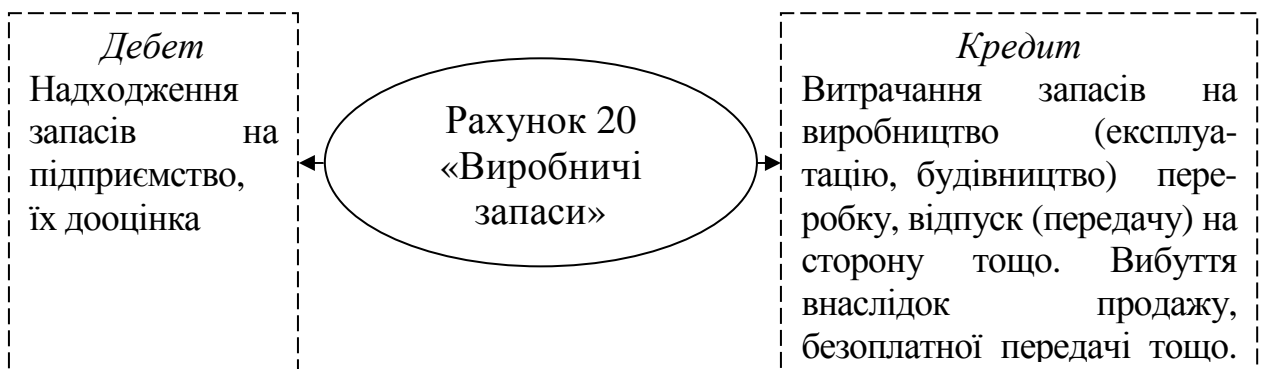 Дебет
Надходження
запасів на
підприємство,
їх дооцінка
Рахунок 20
«Виробничі
запаси»
Кредит
Витрачання запасів на
виробництво (експлуа-
тацію, будівництво) пере-
робку, відпуск (передачу) на
сторону тощо. Вибуття
внаслідок продажу,
безоплатної передачі тощо.